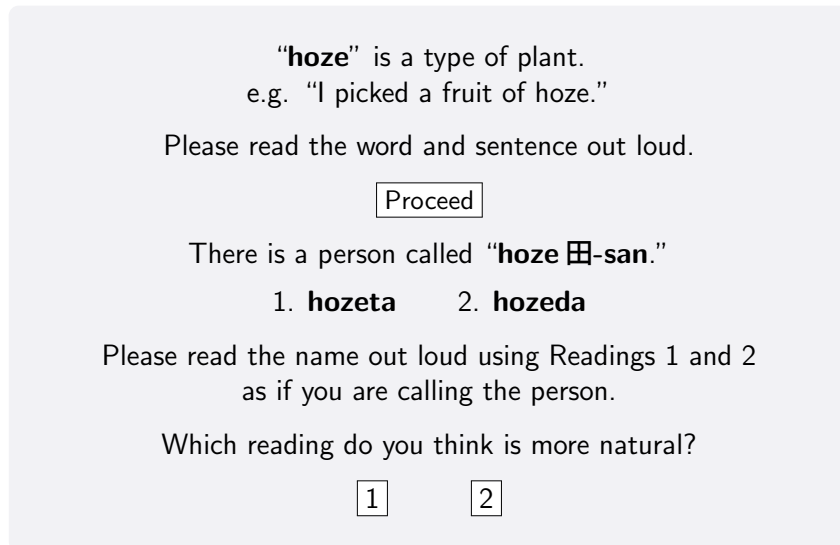 “hoze” is a type of plant.
e.g. “I picked a fruit of hoze.”
Please read the word and sentence out loud.
Proceed
There is a person called “hoze 田-san.”
1. hozeta 2. hozeda
Please read the name out loud using Readings 1 and 2
as if you are calling the person.
Which reading do you think is more natural?
1 2